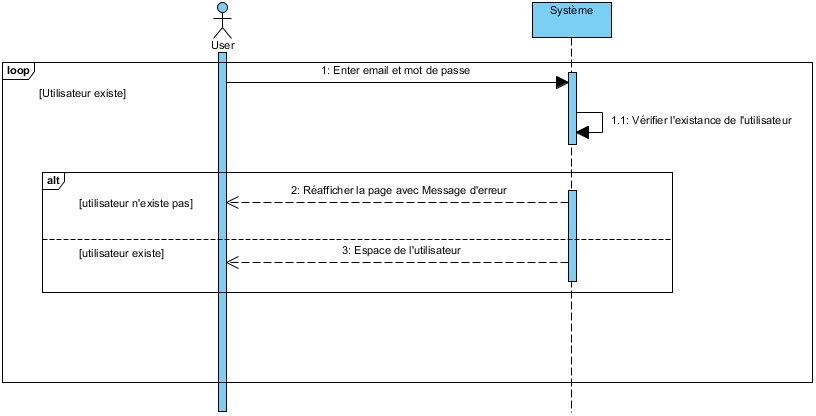 Système
User
loop
1: Enter email et mot de passe
[Utilisateur existe]
1.1: Vérifier l'existance de l'utilisateur
alt
2: Réafficher la page avec Message d'erreur
[utilisateur n'existe pas]
3: Espace de l'utilisateur
[utilisateur existe]